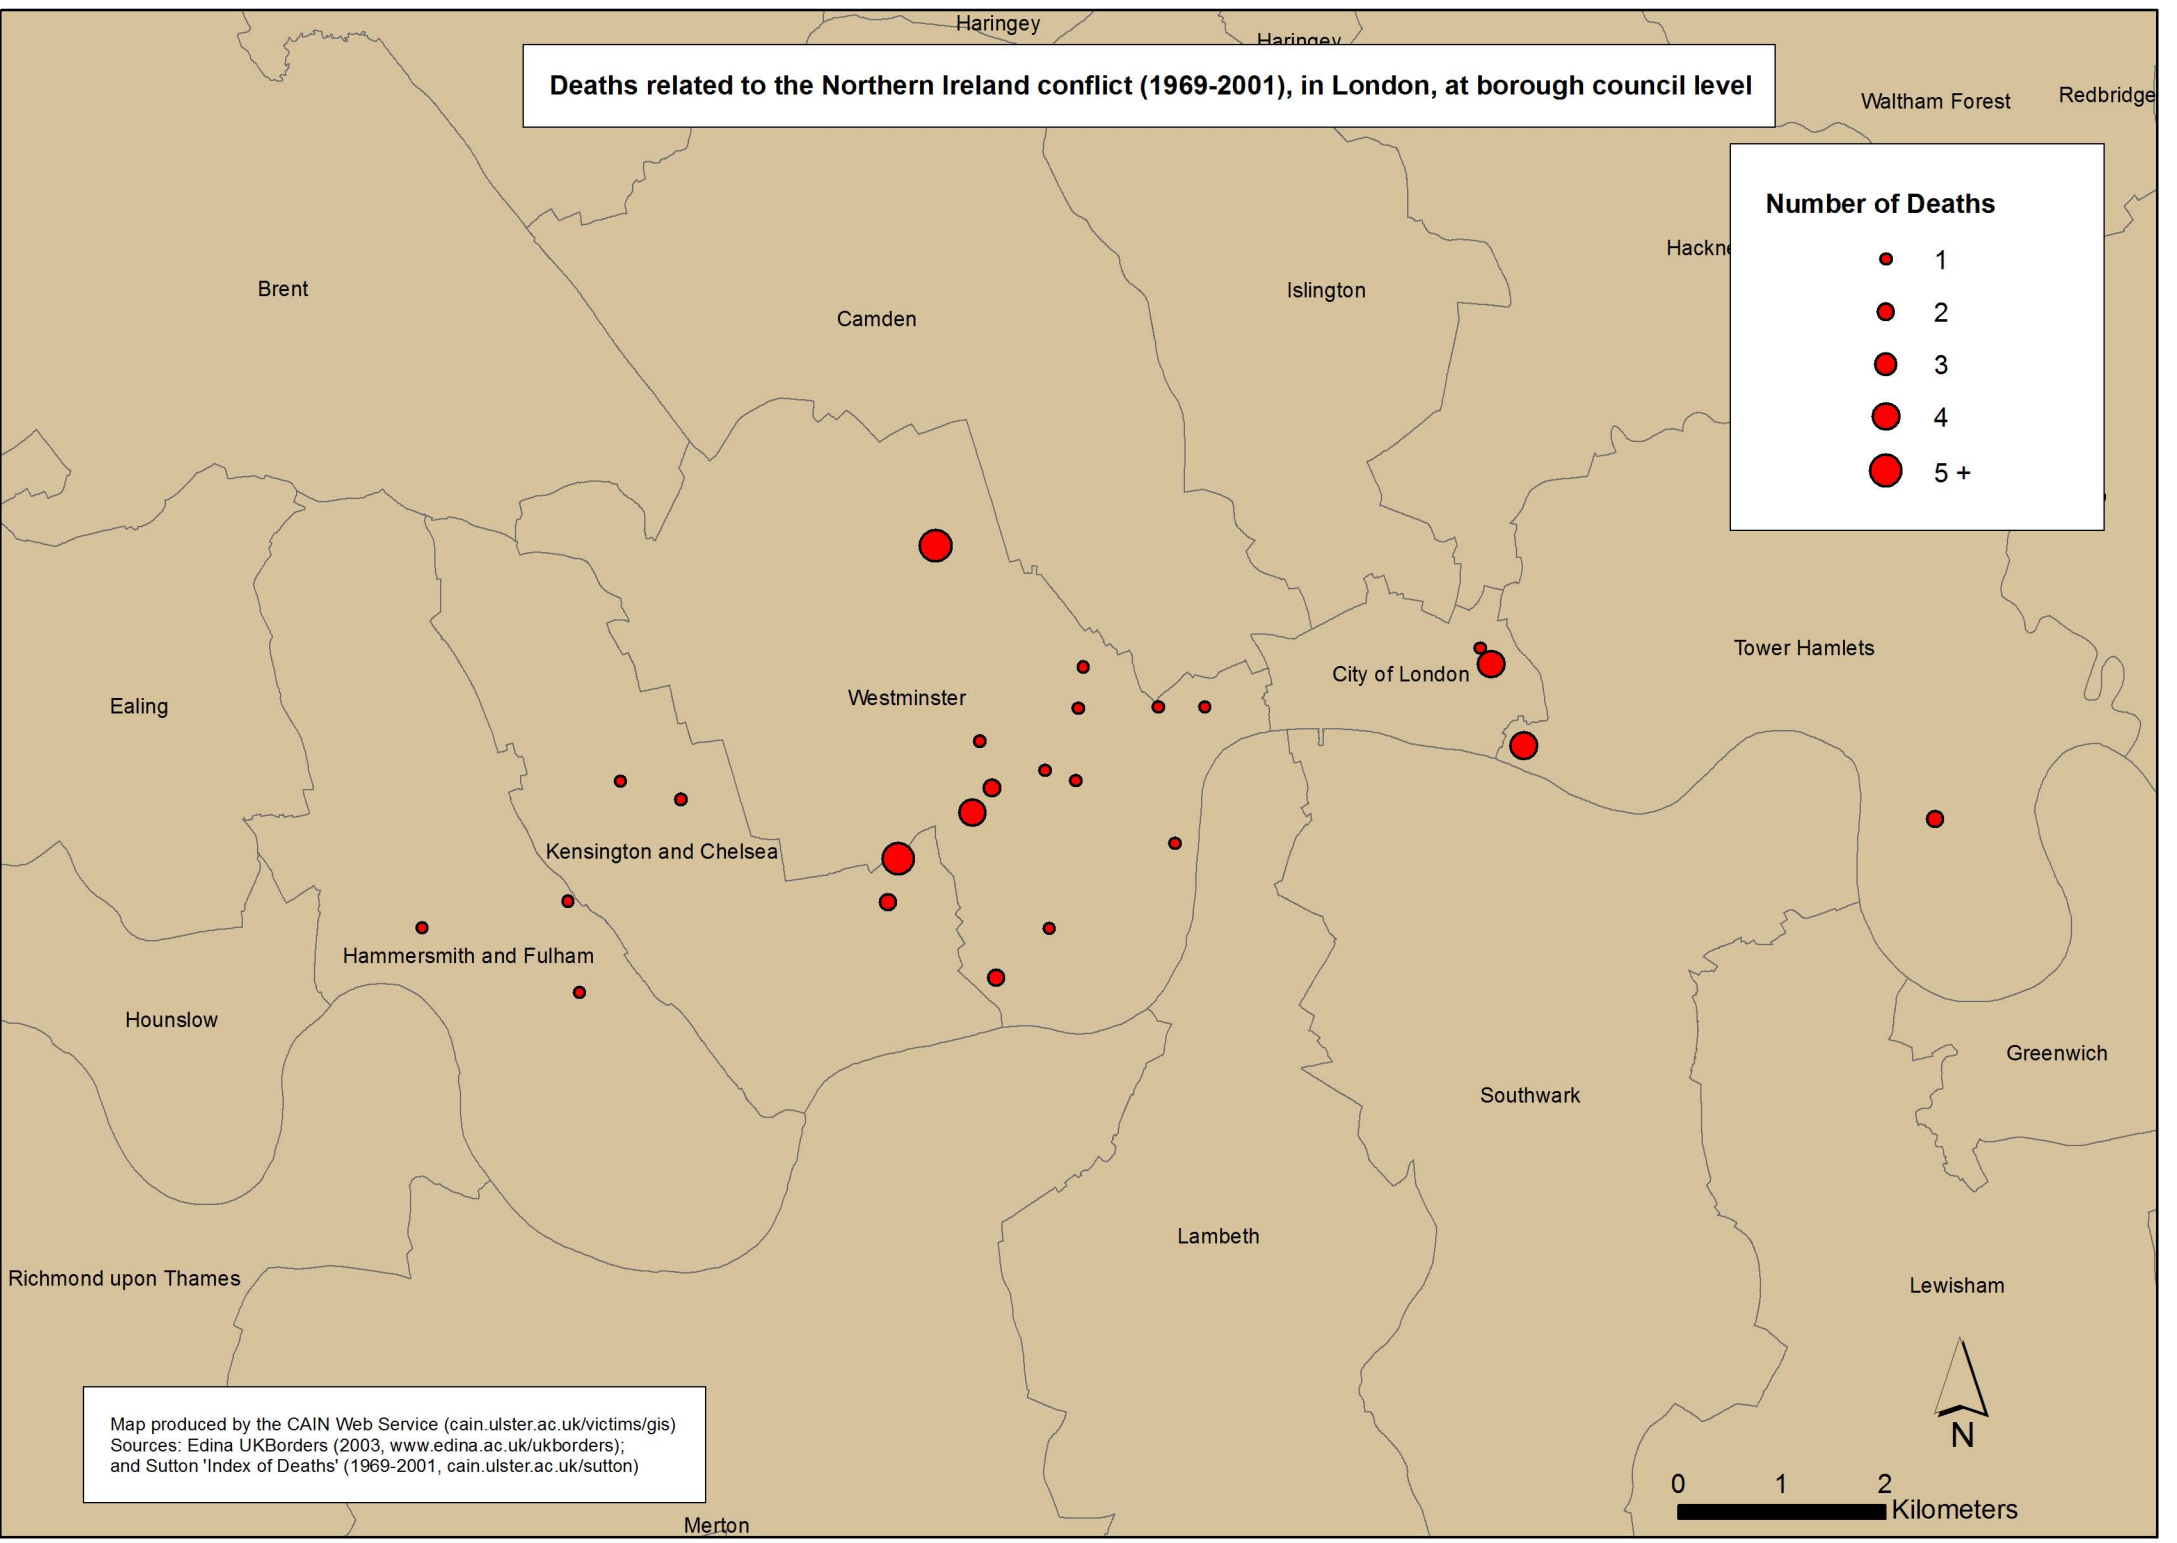 Haringey
Haringey
Deaths related to the Northern Ireland conflict (1969-2001), in London, at borough council level
Waltham Forest
Redbridge
Number of Deaths
1
2
3
4
5 +
Brent
Camden
Islington
Tower Hamlets
City of London
Westminster
Ealing
Kensington and Chelsea
Hammersmith and Fulham
Hounslow
Greenwich
Southwark
Lambeth
Richmond upon Thames
Lewisham
N
Map produced by the CAIN Web Service (cain.ulster.ac.uk/victims/gis)
Sources: Edina UKBorders (2003, www.edina.ac.uk/ukborders);
and Sutton 'Index of Deaths' (1969-2001, cain.ulster.ac.uk/sutton)
0 1 2
Kilometers
Merton